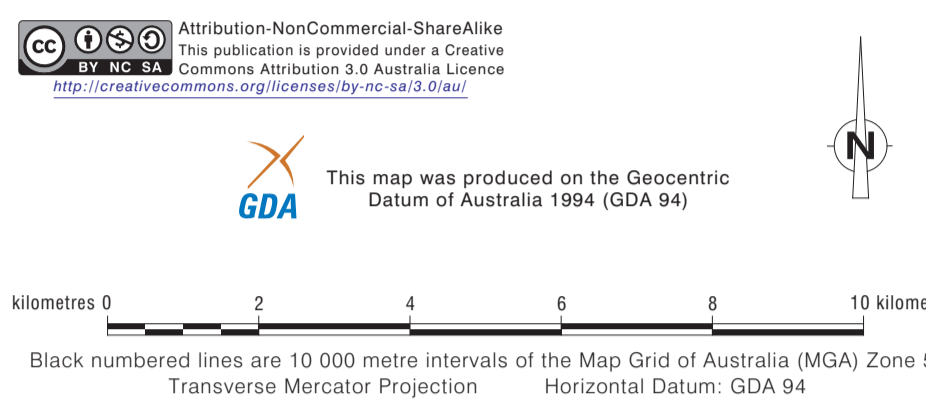 Attribution-NonCommercial-ShareAlike
This publication is provided under a Creative
Commons Attribution 3.0 Australia Licence
cc BY NC SA
http://creativecommons.org/licenses/by-nc-sa/3.0/au/
N
GDA
This map was produced on the Geocentric
Datum of Australia 1994 (GDA 94)
kilometres 0 2 4 6 8 10
Black numbered lines are 10 000 metre intervals of the Map Grid of Australia (MGA) Zone
Transverse Mercator Projection Horizontal Datum: GDA 94